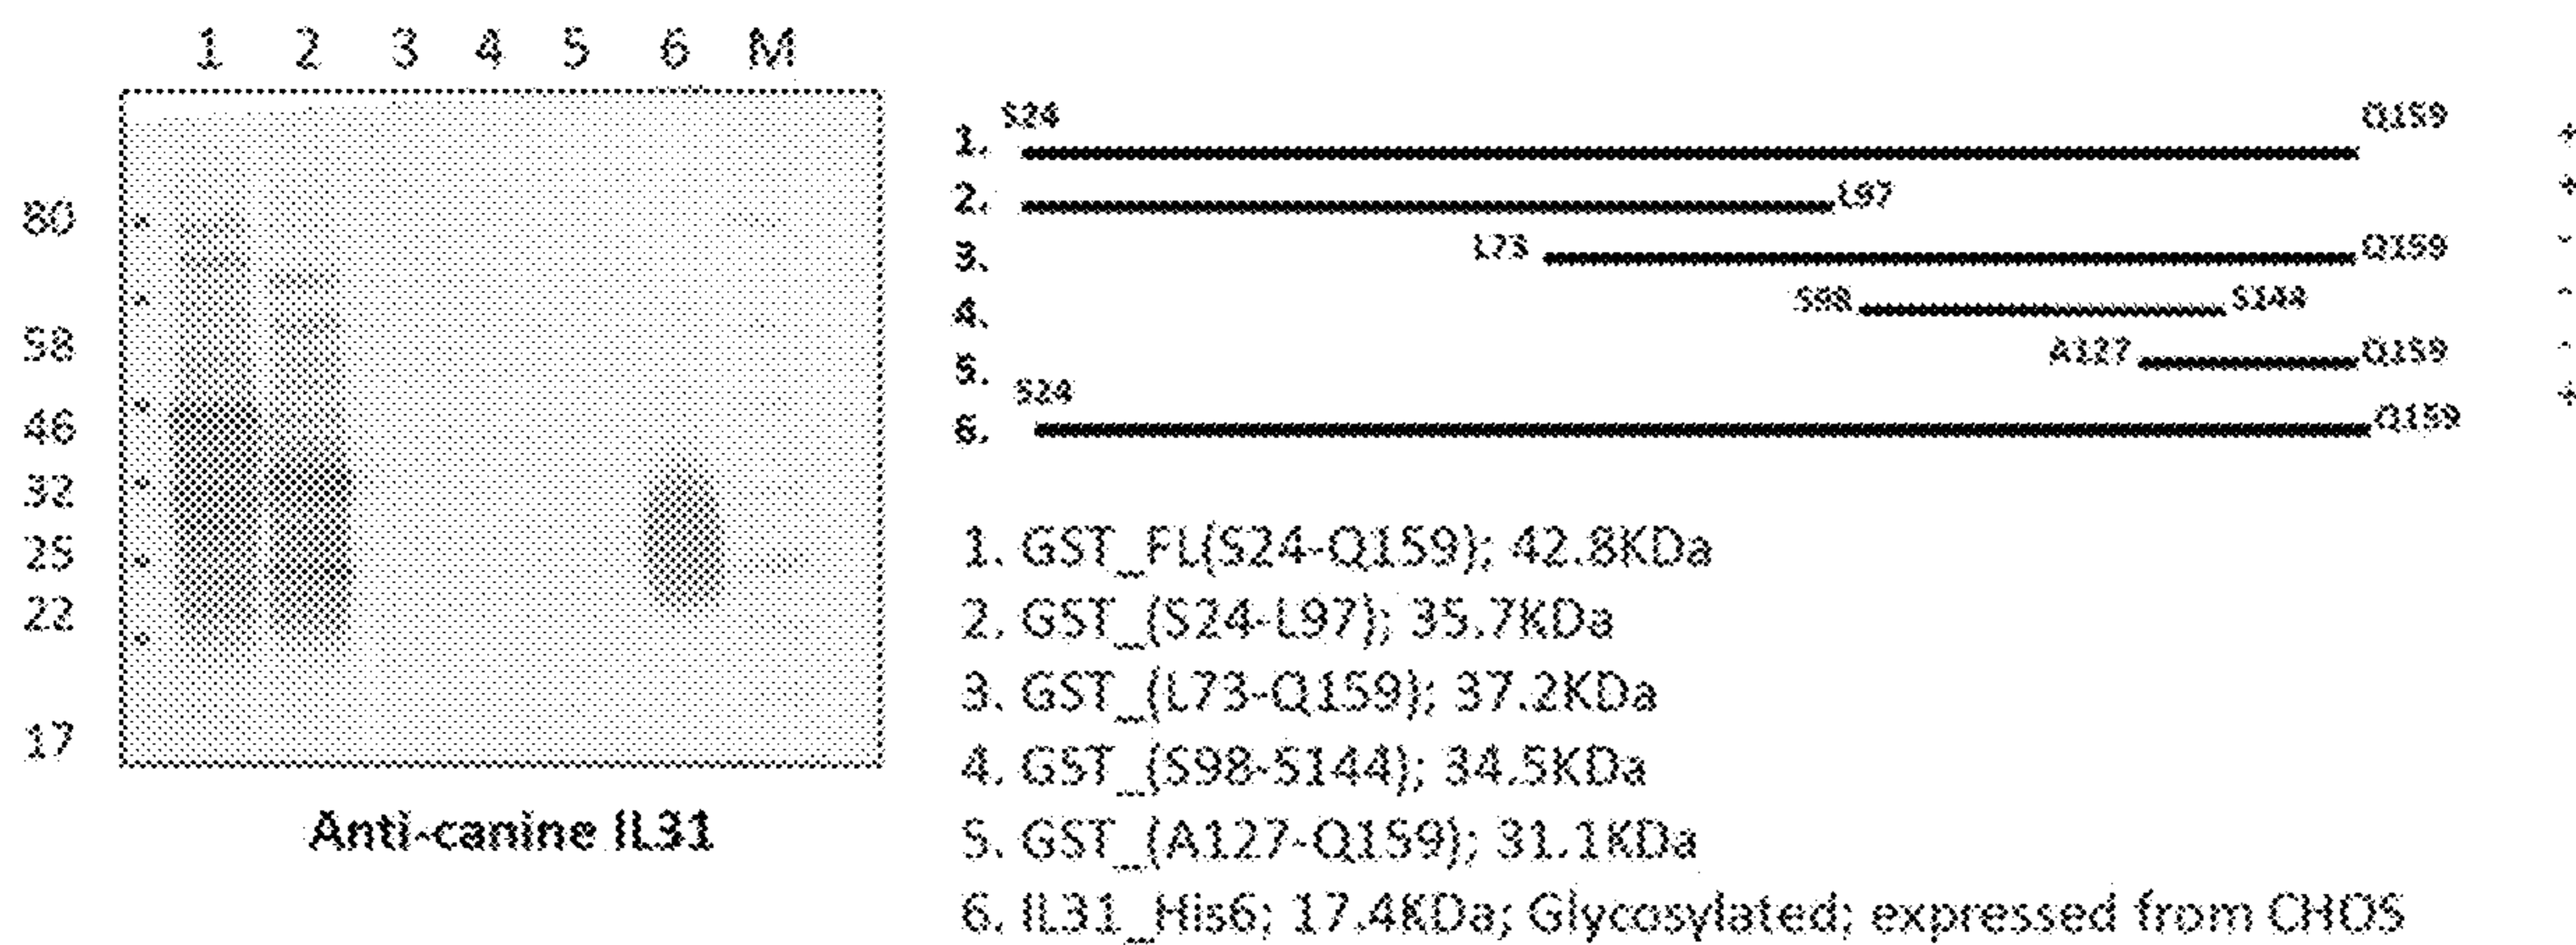 1 2 3 4 5 6 M
80
58
46
32
25
22
17
Anti-canine IL31
1. S24 Q159 +
2. L97 +
3. L73 Q159 -
4. S98 S144 -
5. A127 Q159 -
6. S24 Q159 +
1. GST_FL(S24-Q159); 42.8KDa
2. GST_(S24-L97); 35.7KDa
3. GST_(L73-Q159); 37.2KDa
4. GST_(S98-S144); 34.5KDa
5. GST_(A127-Q159); 31.1KDa
6. IL31_His6; 17.4KDa; Glycosylated; expressed from CHOS